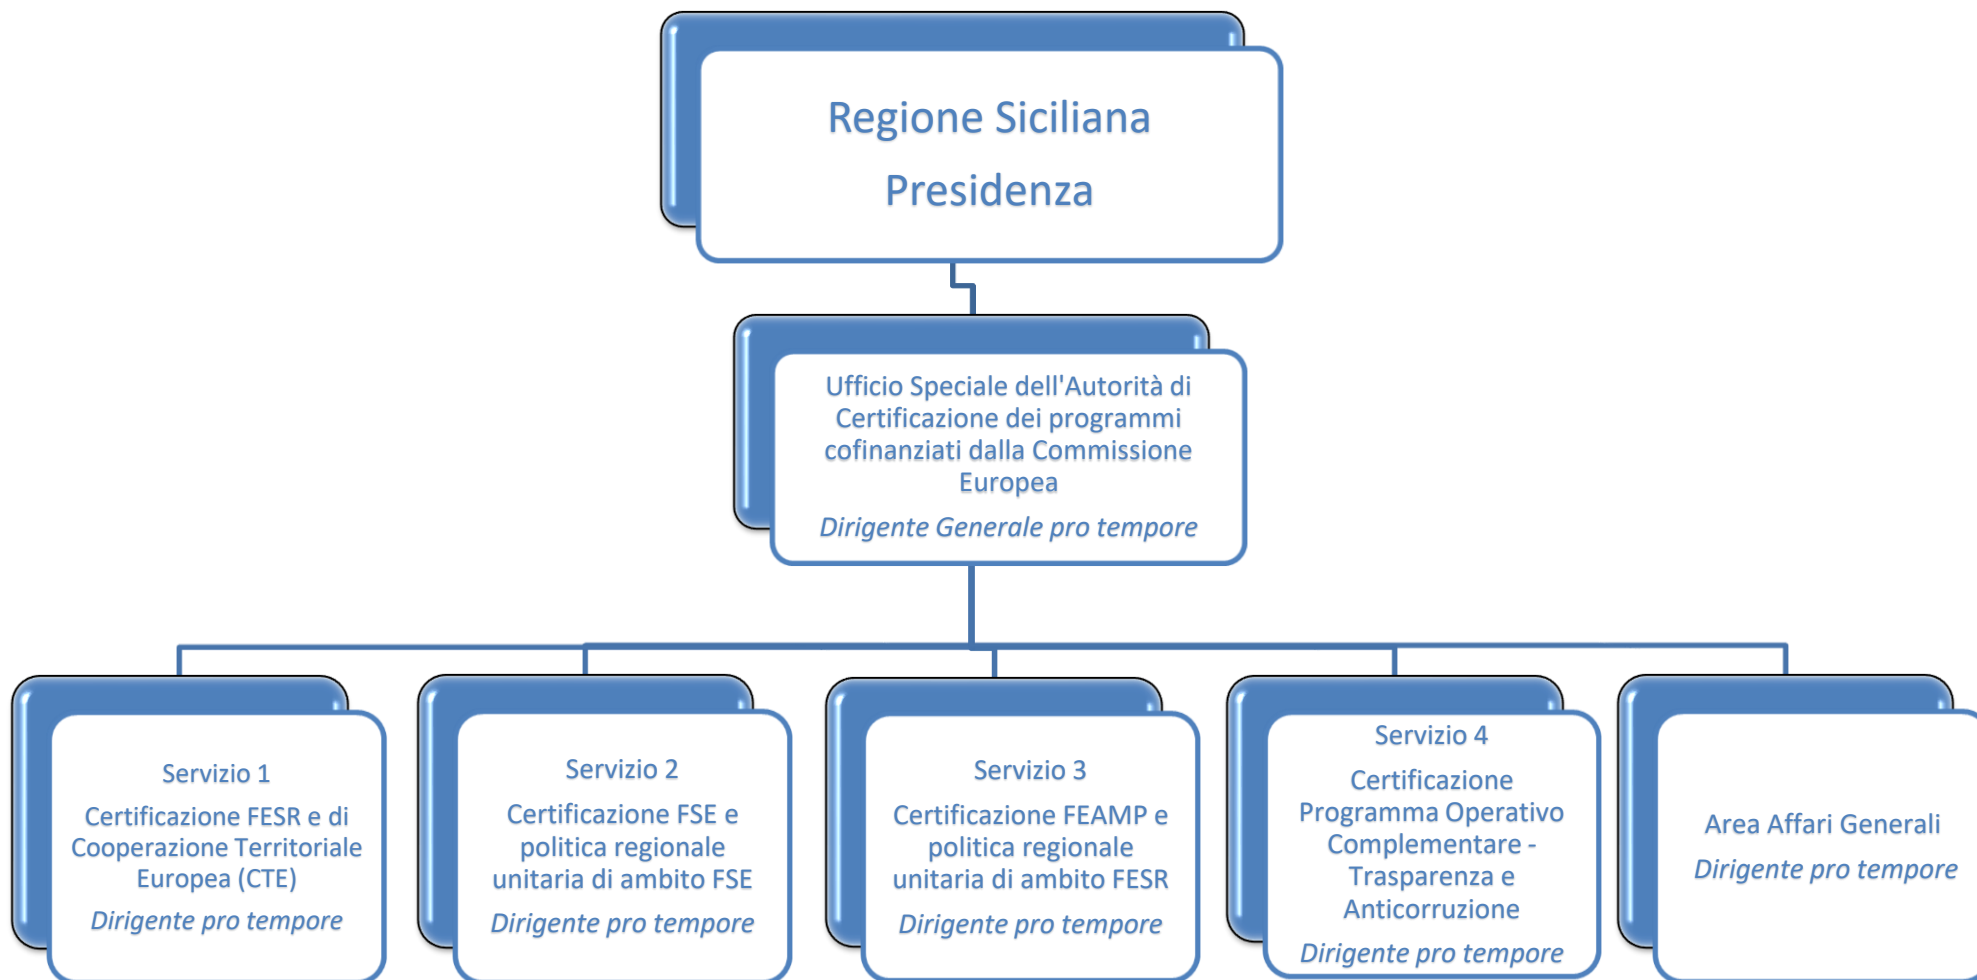 Regione Siciliana
Presidenza
Ufficio Speciale dell'Autorità di
Certificazione dei programmi
cofinanziati dalla Commissione
Europea
Dirigente Generale pro tempore
Servizio 1
Certificazione FESR e di
Cooperazione Territoriale
Europea (CTE)
Dirigente pro tempore
Servizio 2
Certificazione FSE e
politica regionale
unitaria di ambito FSE
Dirigente pro tempore
Servizio 3
Certificazione FEAMP e
politica regionale
unitaria di ambito FESR
Dirigente pro tempore
Servizio 4
Certificazione
Programma Operativo
Complementare -
Trasparenza e
Anticorruzione
Dirigente pro tempore
Area Affari Generali
Dirigente pro tempore